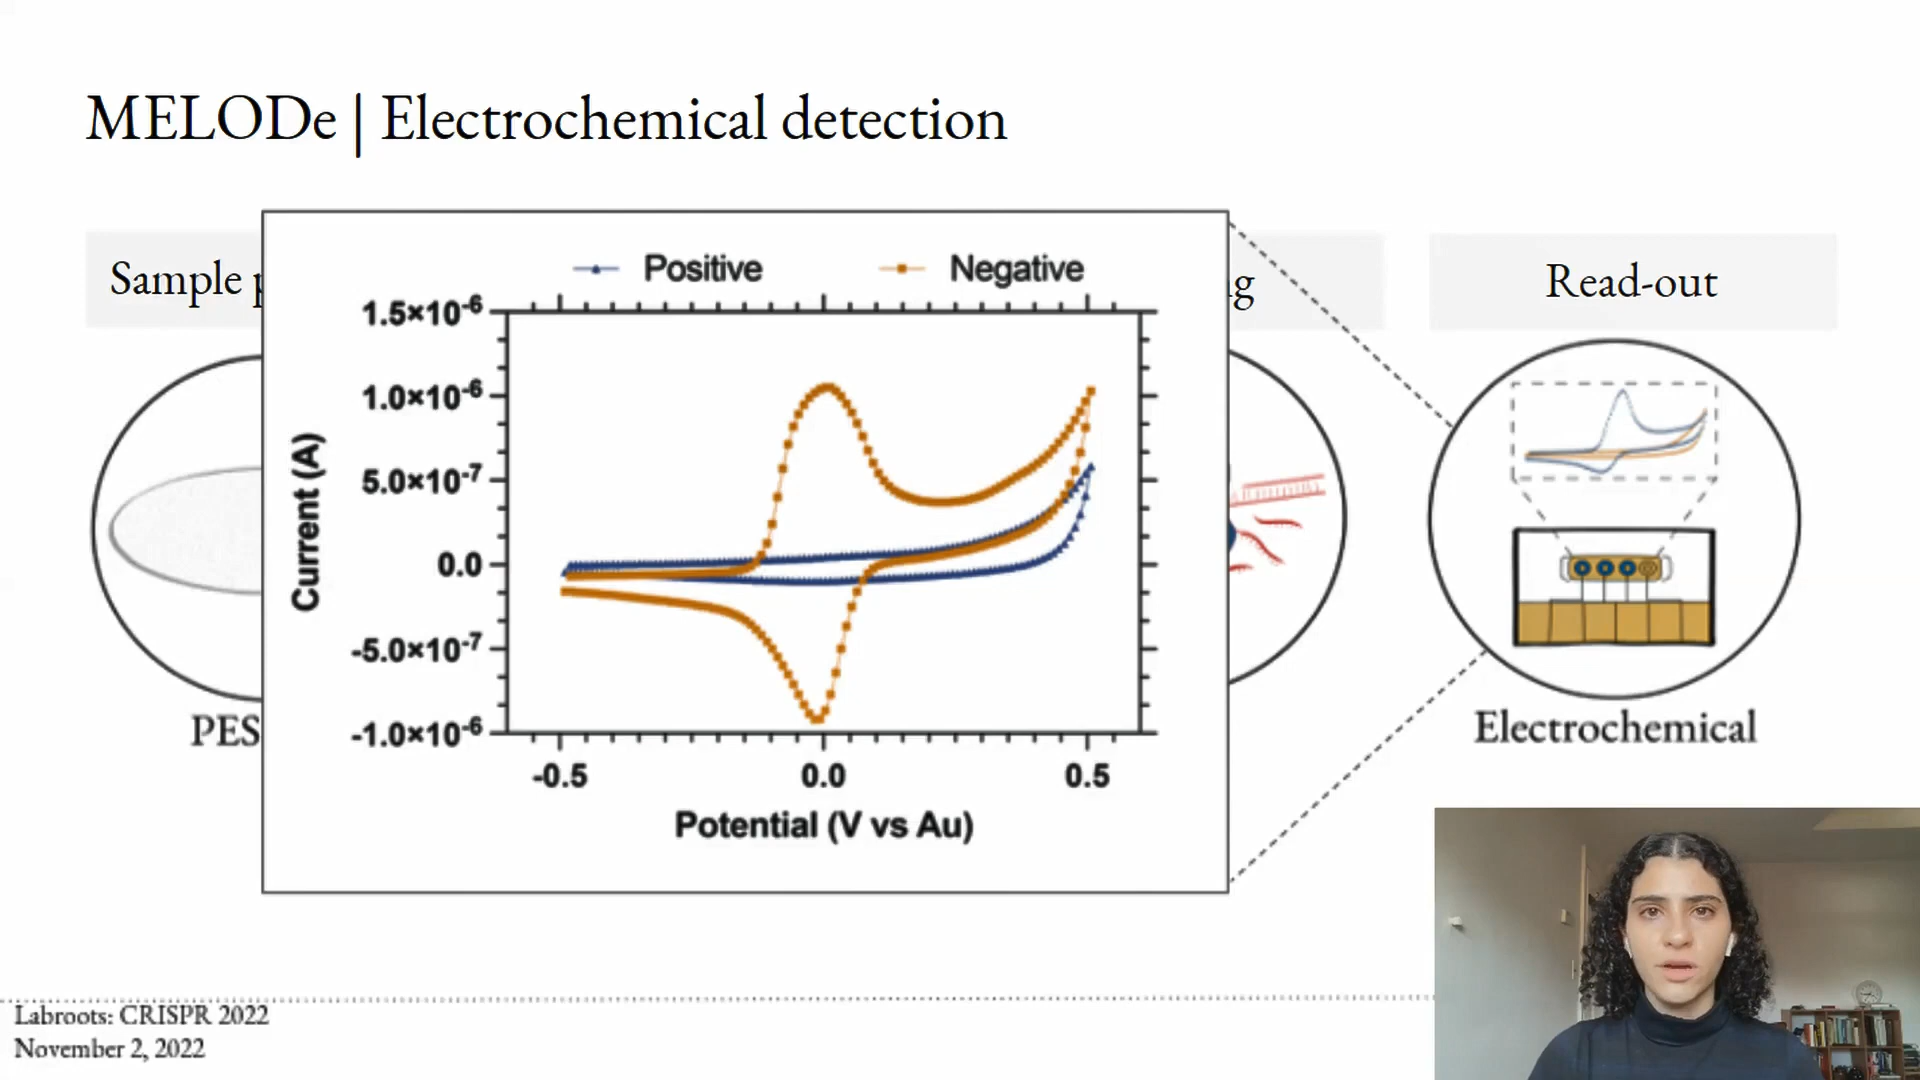 MELODe | Electrochemical detection
Sample p
g
Read-out
Positive
Negative
1.5×10-6
1.0×10-6
5.0×10-7
0.0
-5.0×10-7
-1.0×10-6
Current (A)
-0.5
0.0
0.5
Potential (V vs Au)
PES
Electrochemical
Labroots: CRISPR 2022
November 2, 2022